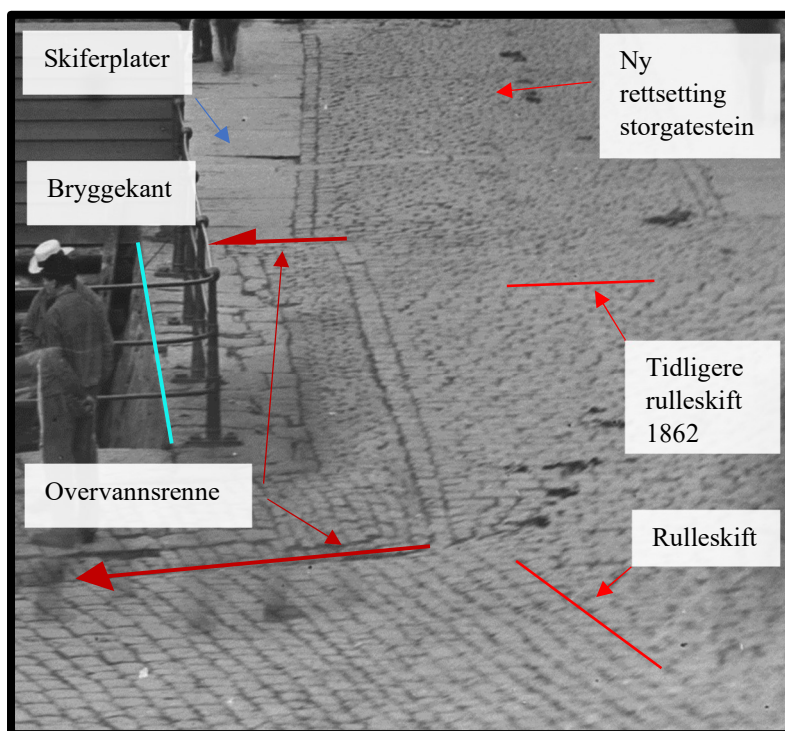 Skiferplater
Ny
rettsetting
storgatestein
Bryggekant
Tidligere
rulleskift
1862
Overvannsrenne
Rulleskift